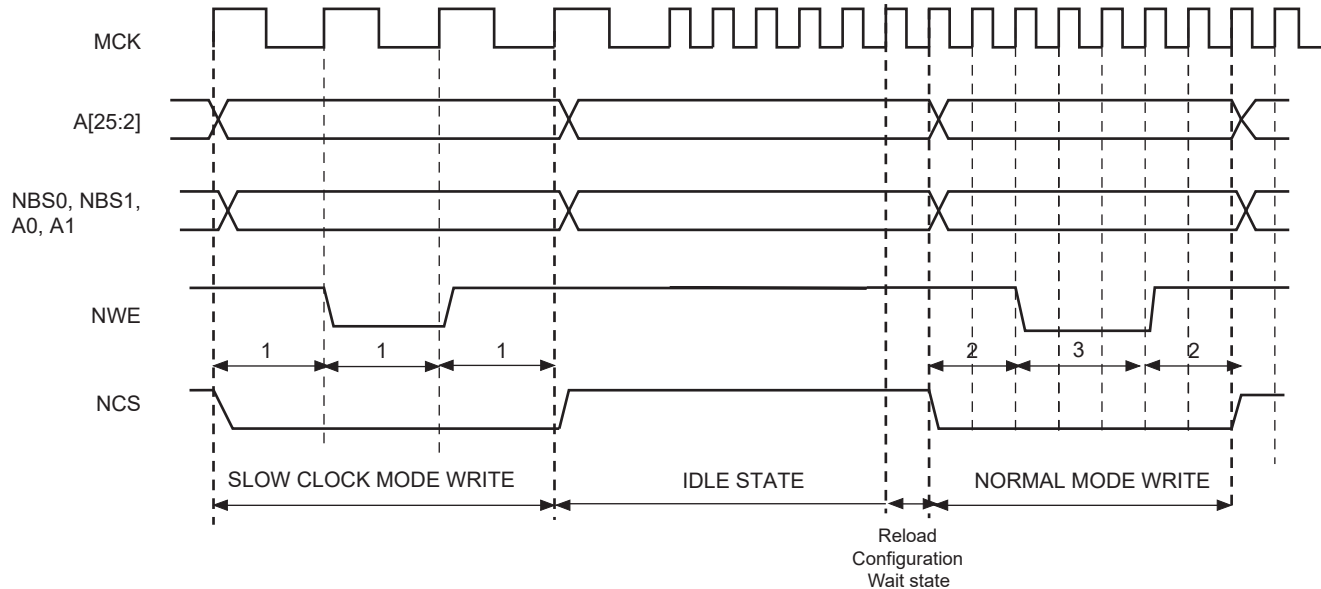 MCK
A[25:2]
NBS0, NBS1,
A0, A1
NWE
1 1 1 2 3 2
NCS
SLOW CLOCK MODE WRITE IDLE STATE NORMAL MODE WRITE
Reload
Configuration
Wait state